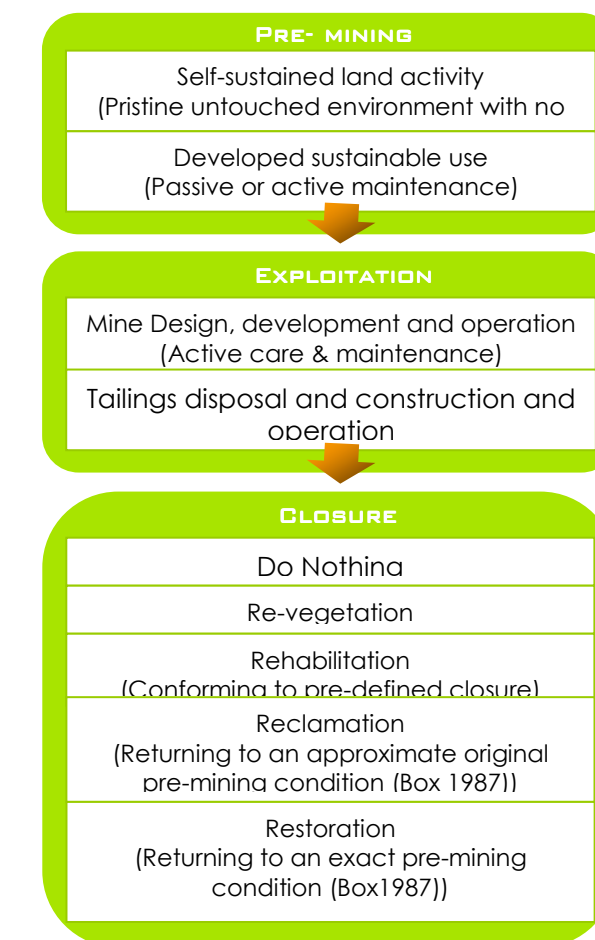 PRE- MINING
Self-sustained land activity
(Pristine untouched environment with no
Developed sustainable use
(Passive or active maintenance)
EXPLOITATION
Mine Design, development and operation
(Active care & maintenance)
Tailings disposal and construction and
operation
CLOSURE
Do Nothing
Re-vegetation
Rehabilitation
(Conforming to pre-defined closure)
Reclamation
(Returning to an approximate original
pre-mining condition (Box 1987))
Restoration
(Returning to an exact pre-mining
condition (Box1987))